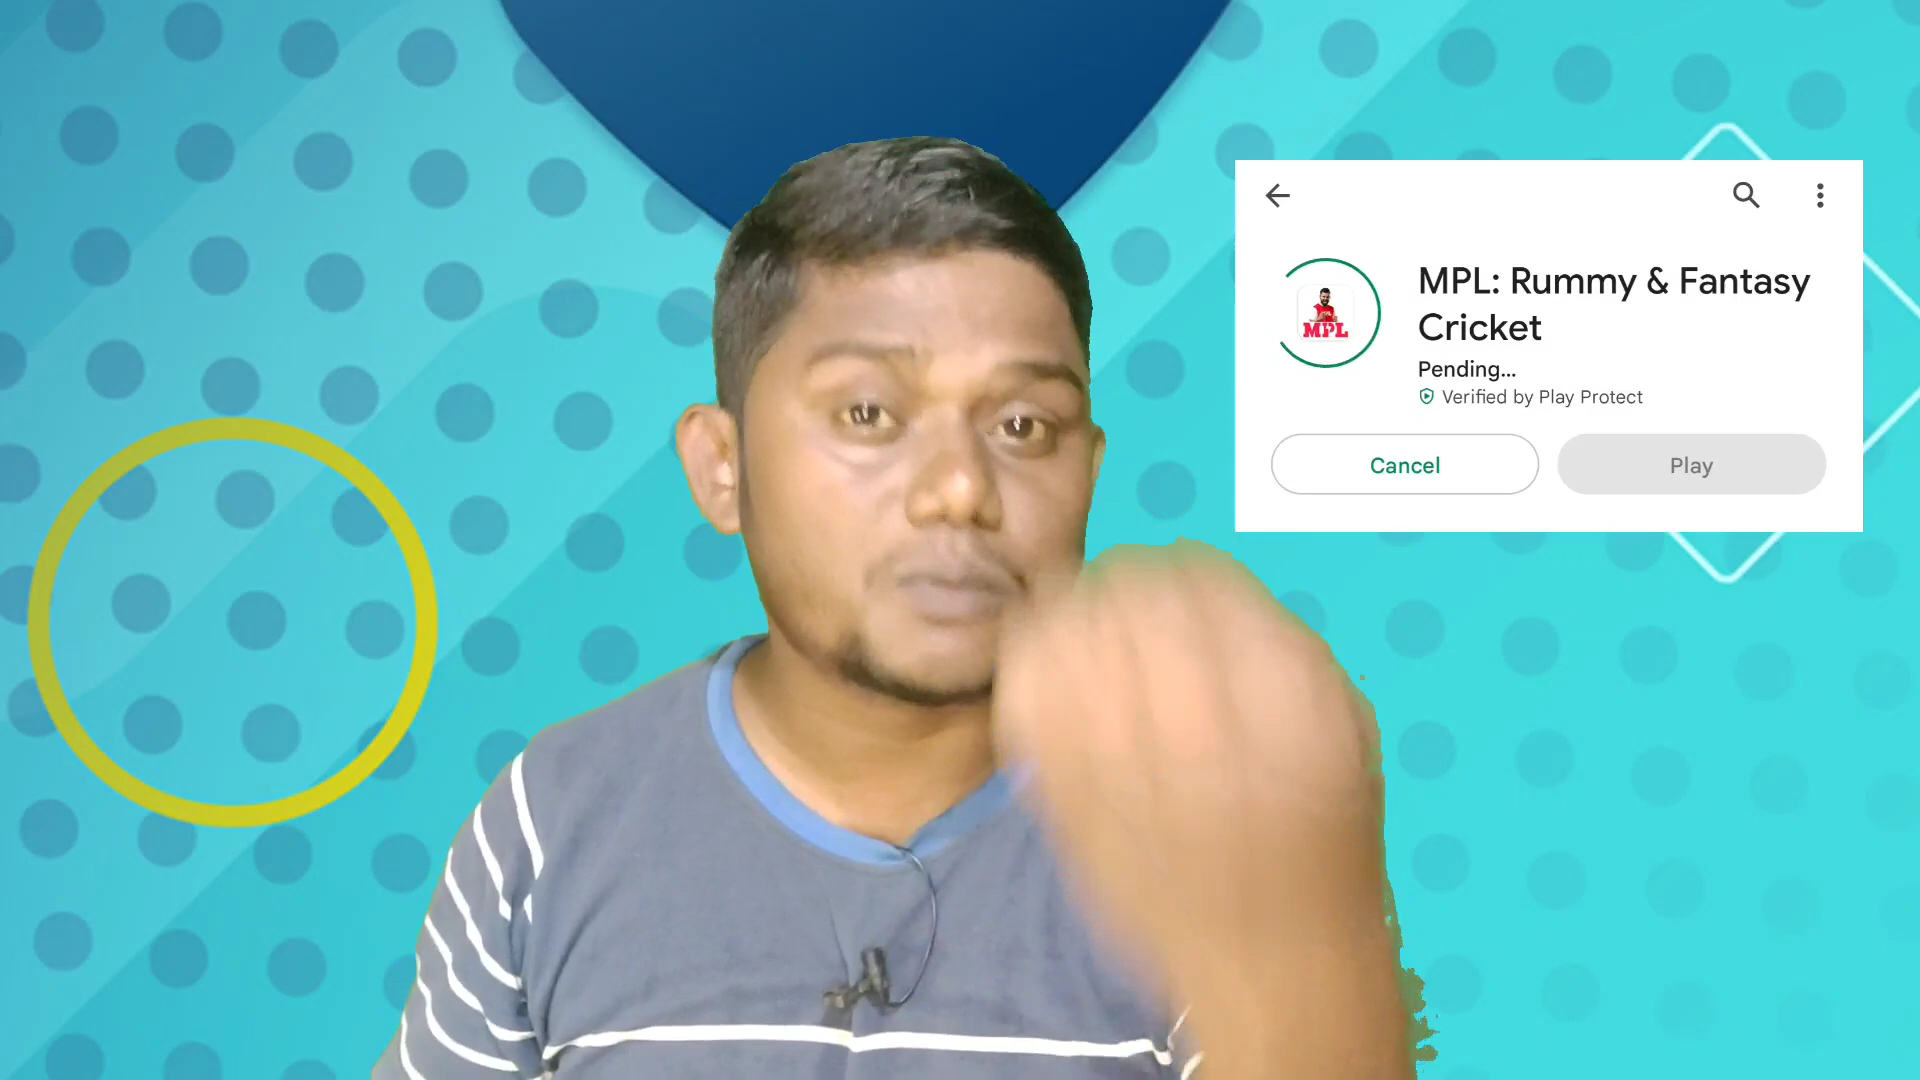 MPL: Rummy & Fantasy
Cricket
MPL
Pending...
Verified by Play Protect
Cancel
Play